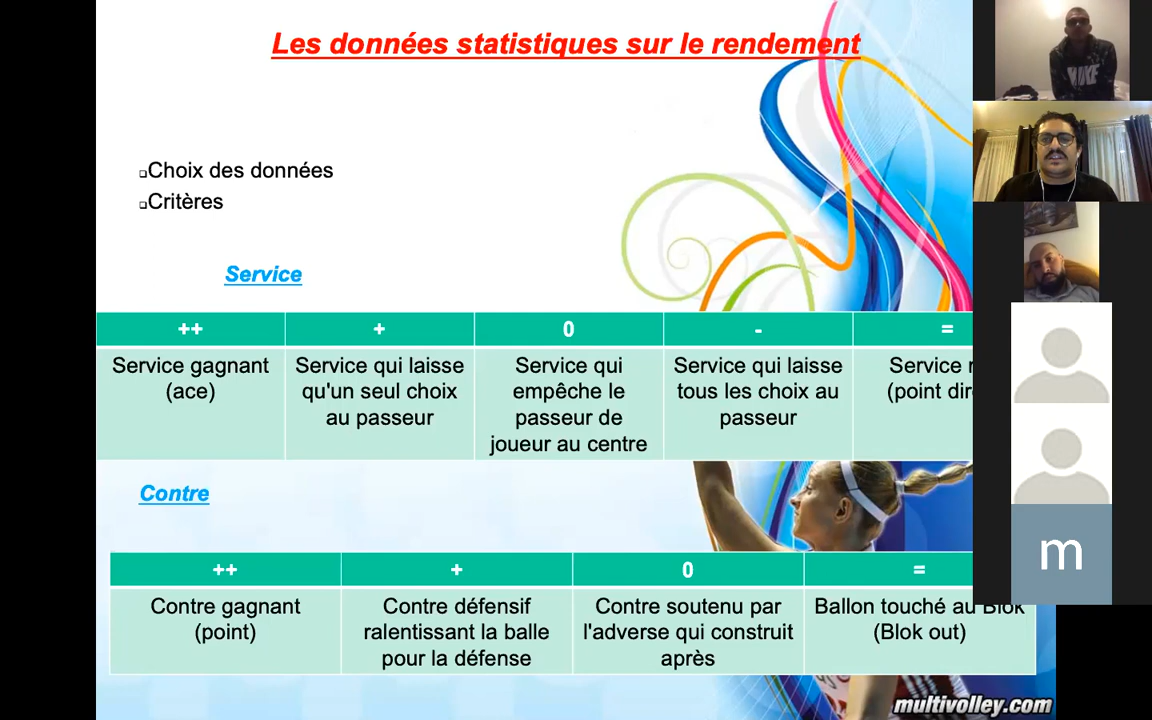 Les données statistiques sur le rendement
Choix des données
Critères
Service
++ + 0 - =
Service gagnant Service qui laisse Service qui Service qui laisse Service
(ace) qu'un seul choix empêche le tous les choix au (point
au passeur passeur de passeur
joueur au centre
Contre
++ + 0 =
Contre gagnant Contre défensif Contre soutenu par Ballon touché au Blok
(point) ralentissant la balle l'adverse qui construit (Blok out)
pour la défense après
multivolley.com
m